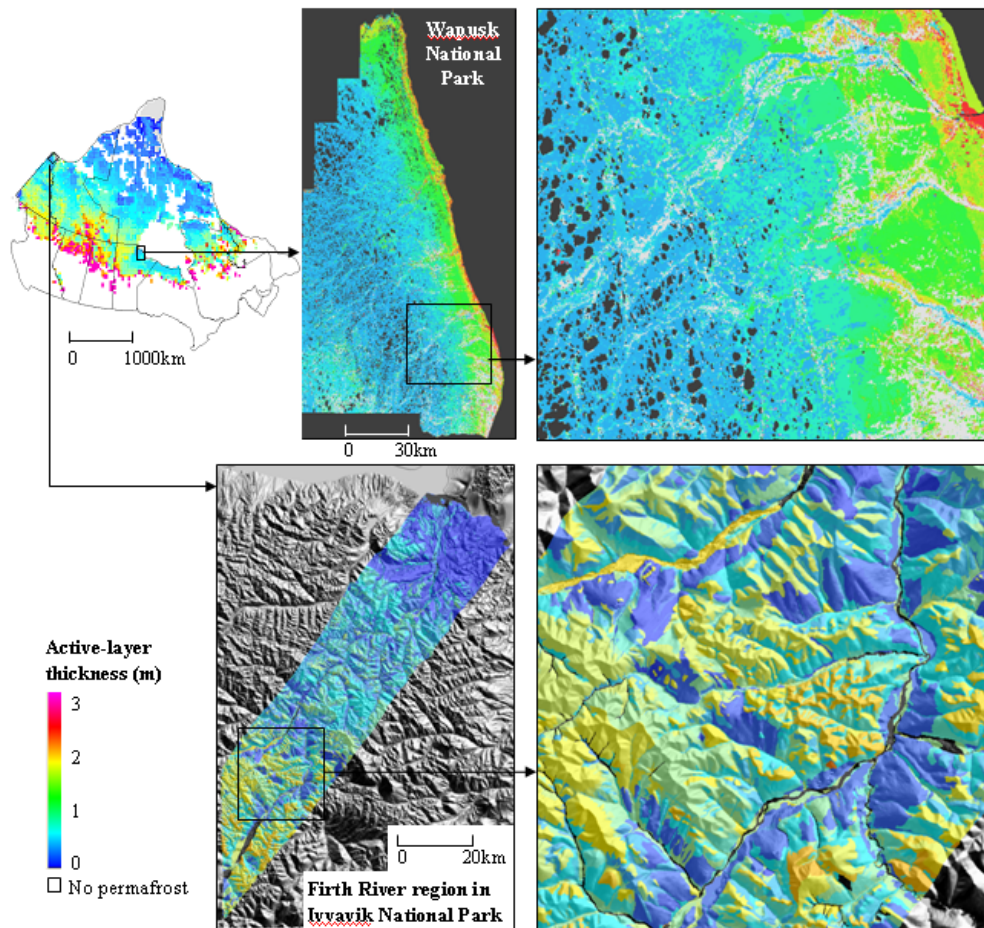 Wapusk
National
Park
0 1000km
0 30km
Active-layer
thickness (m)
3
2
1
0
No permafrost
0 20km
Firth River region in
Ivvavik National Park